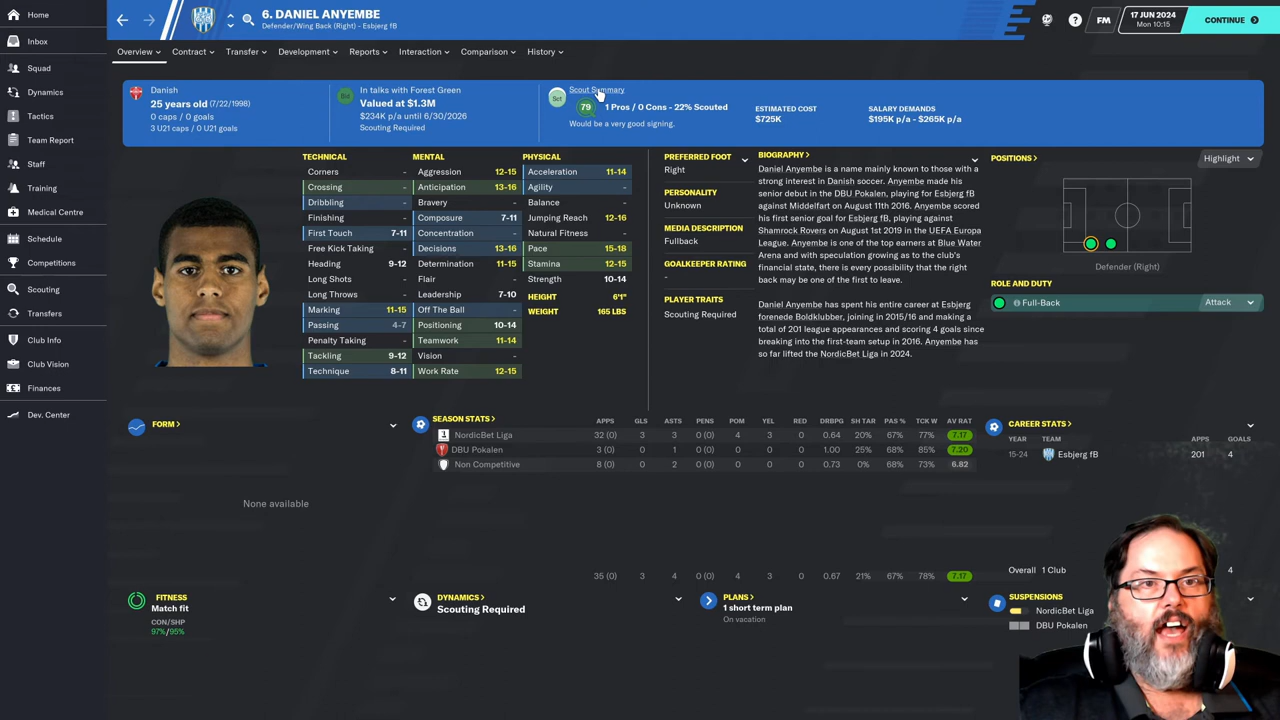 Home
Inbox
Squad
Dynamics
Tactics
Team Report
Staff
Training
Medical Centre
Schedule
Competitions
Scouting
Transfers
Club Info
Club Vision
Finances
Dev. Center
6. DANIEL ANYEMBE
Defender/Wing Back (Right) - Esbjerg fB
FM
17 JUN 2024
Mon 10:15
CONTINUE
Overview Contract Transfer Development Reports Interaction Comparison History
Danish
25 years old (7/22/1998)
0 caps / 0 goals
3 U21 caps / 0 U21 goals
Bid
In talks with Forest Green
Valued at $1.3M
$234K p/a until 6/30/2026
Scouting Required
Sct
Scout Summary
79 1 Pros / 0 Cons - 22% Scouted
Would be a very good signing.
ESTIMATED COST
$725K
SALARY DEMANDS
$195K p/a - $265K p/a
TECHNICAL
Corners -
Crossing -
Dribbling -
Finishing -
First Touch 7-11
Free Kick Taking -
Heading 9-12
Long Shots -
Long Throws -
Marking 11-15
Passing 4-7
Penalty Taking -
Tackling 9-12
Technique 8-11
MENTAL
Aggression 12-15
Anticipation 13-16
Bravery -
Composure 7-11
Concentration -
Decisions 13-16
Determination 11-15
Flair -
Leadership 7-10
Off The Ball -
Positioning 10-14
Teamwork 11-14
Vision -
Work Rate 12-15
PHYSICAL
Acceleration 11-14
Agility -
Balance -
Jumping Reach 12-16
Natural Fitness -
Pace 15-18
Stamina 12-15
Strength 10-14
HEIGHT 6'1"
WEIGHT 165 LBS
PREFERRED FOOT
Right
PERSONALITY
Unknown
MEDIA DESCRIPTION
Fullback
GOALKEEPER RATING
-
PLAYER TRAITS
Scouting Required
BIOGRAPHY>
Daniel Anyembe is a name mainly known to those with a
strong interest in Danish soccer. Anyembe made his
senior debut in the DBU Pokalen, playing for Esbjerg fB
against Middelfart on August 11th 2016. Anyembe scored
his first senior goal for Esbjerg fB, playing against
Shamrock Rovers on August 1st 2019 in the UEFA Europa
League. Anyembe is one of the top earners at Blue Water
Arena and with speculation growing as to the club's
financial state, there is every possibility that the right
back may be one of the first to leave.
Daniel Anyembe has spent his entire career at Esbjerg
forenede Boldklubber, joining in 2015/16 and making a
total of 201 league appearances and scoring 4 goals since
breaking into the first-team setup in 2016. Anyembe has
so far lifted the NordicBet Liga in 2024.
POSITIONS>
Highlight
Defender (Right)
ROLE AND DUTY
Full-Back Attack
FORM>
None available
SEASON STATS> APPS GLS ASTS PENS POM YEL RED DRBPG SH TAR PAS % TCK W AV RAT
1 NordicBet Liga 32 (0) 3 3 0 (0) 4 3 0 0.64 20% 67% 77% 7.17
DBU Pokalen 3 (0) 0 1 0 (0) 0 0 0 1.00 25% 68% 85% 7.20
Non Competitive 8 (0) 0 2 0 (0) 0 0 0 0.73 0% 68% 73% 6.82
35 (0) 3 4 0 (0) 4 3 0 0.67 21% 67% 78% 7.17
CAREER STATS>
YEAR TEAM APPS GOALS
15-24 Esbjerg fB 201 4
Overall 1 Club 4
FITNESS
Match fit
CON/SHP
97%/95%
DYNAMICS>
Scouting Required
PLANS>
1 short term plan
On vacation
SUSPENSIONS
NordicBet Liga
DBU Pokalen